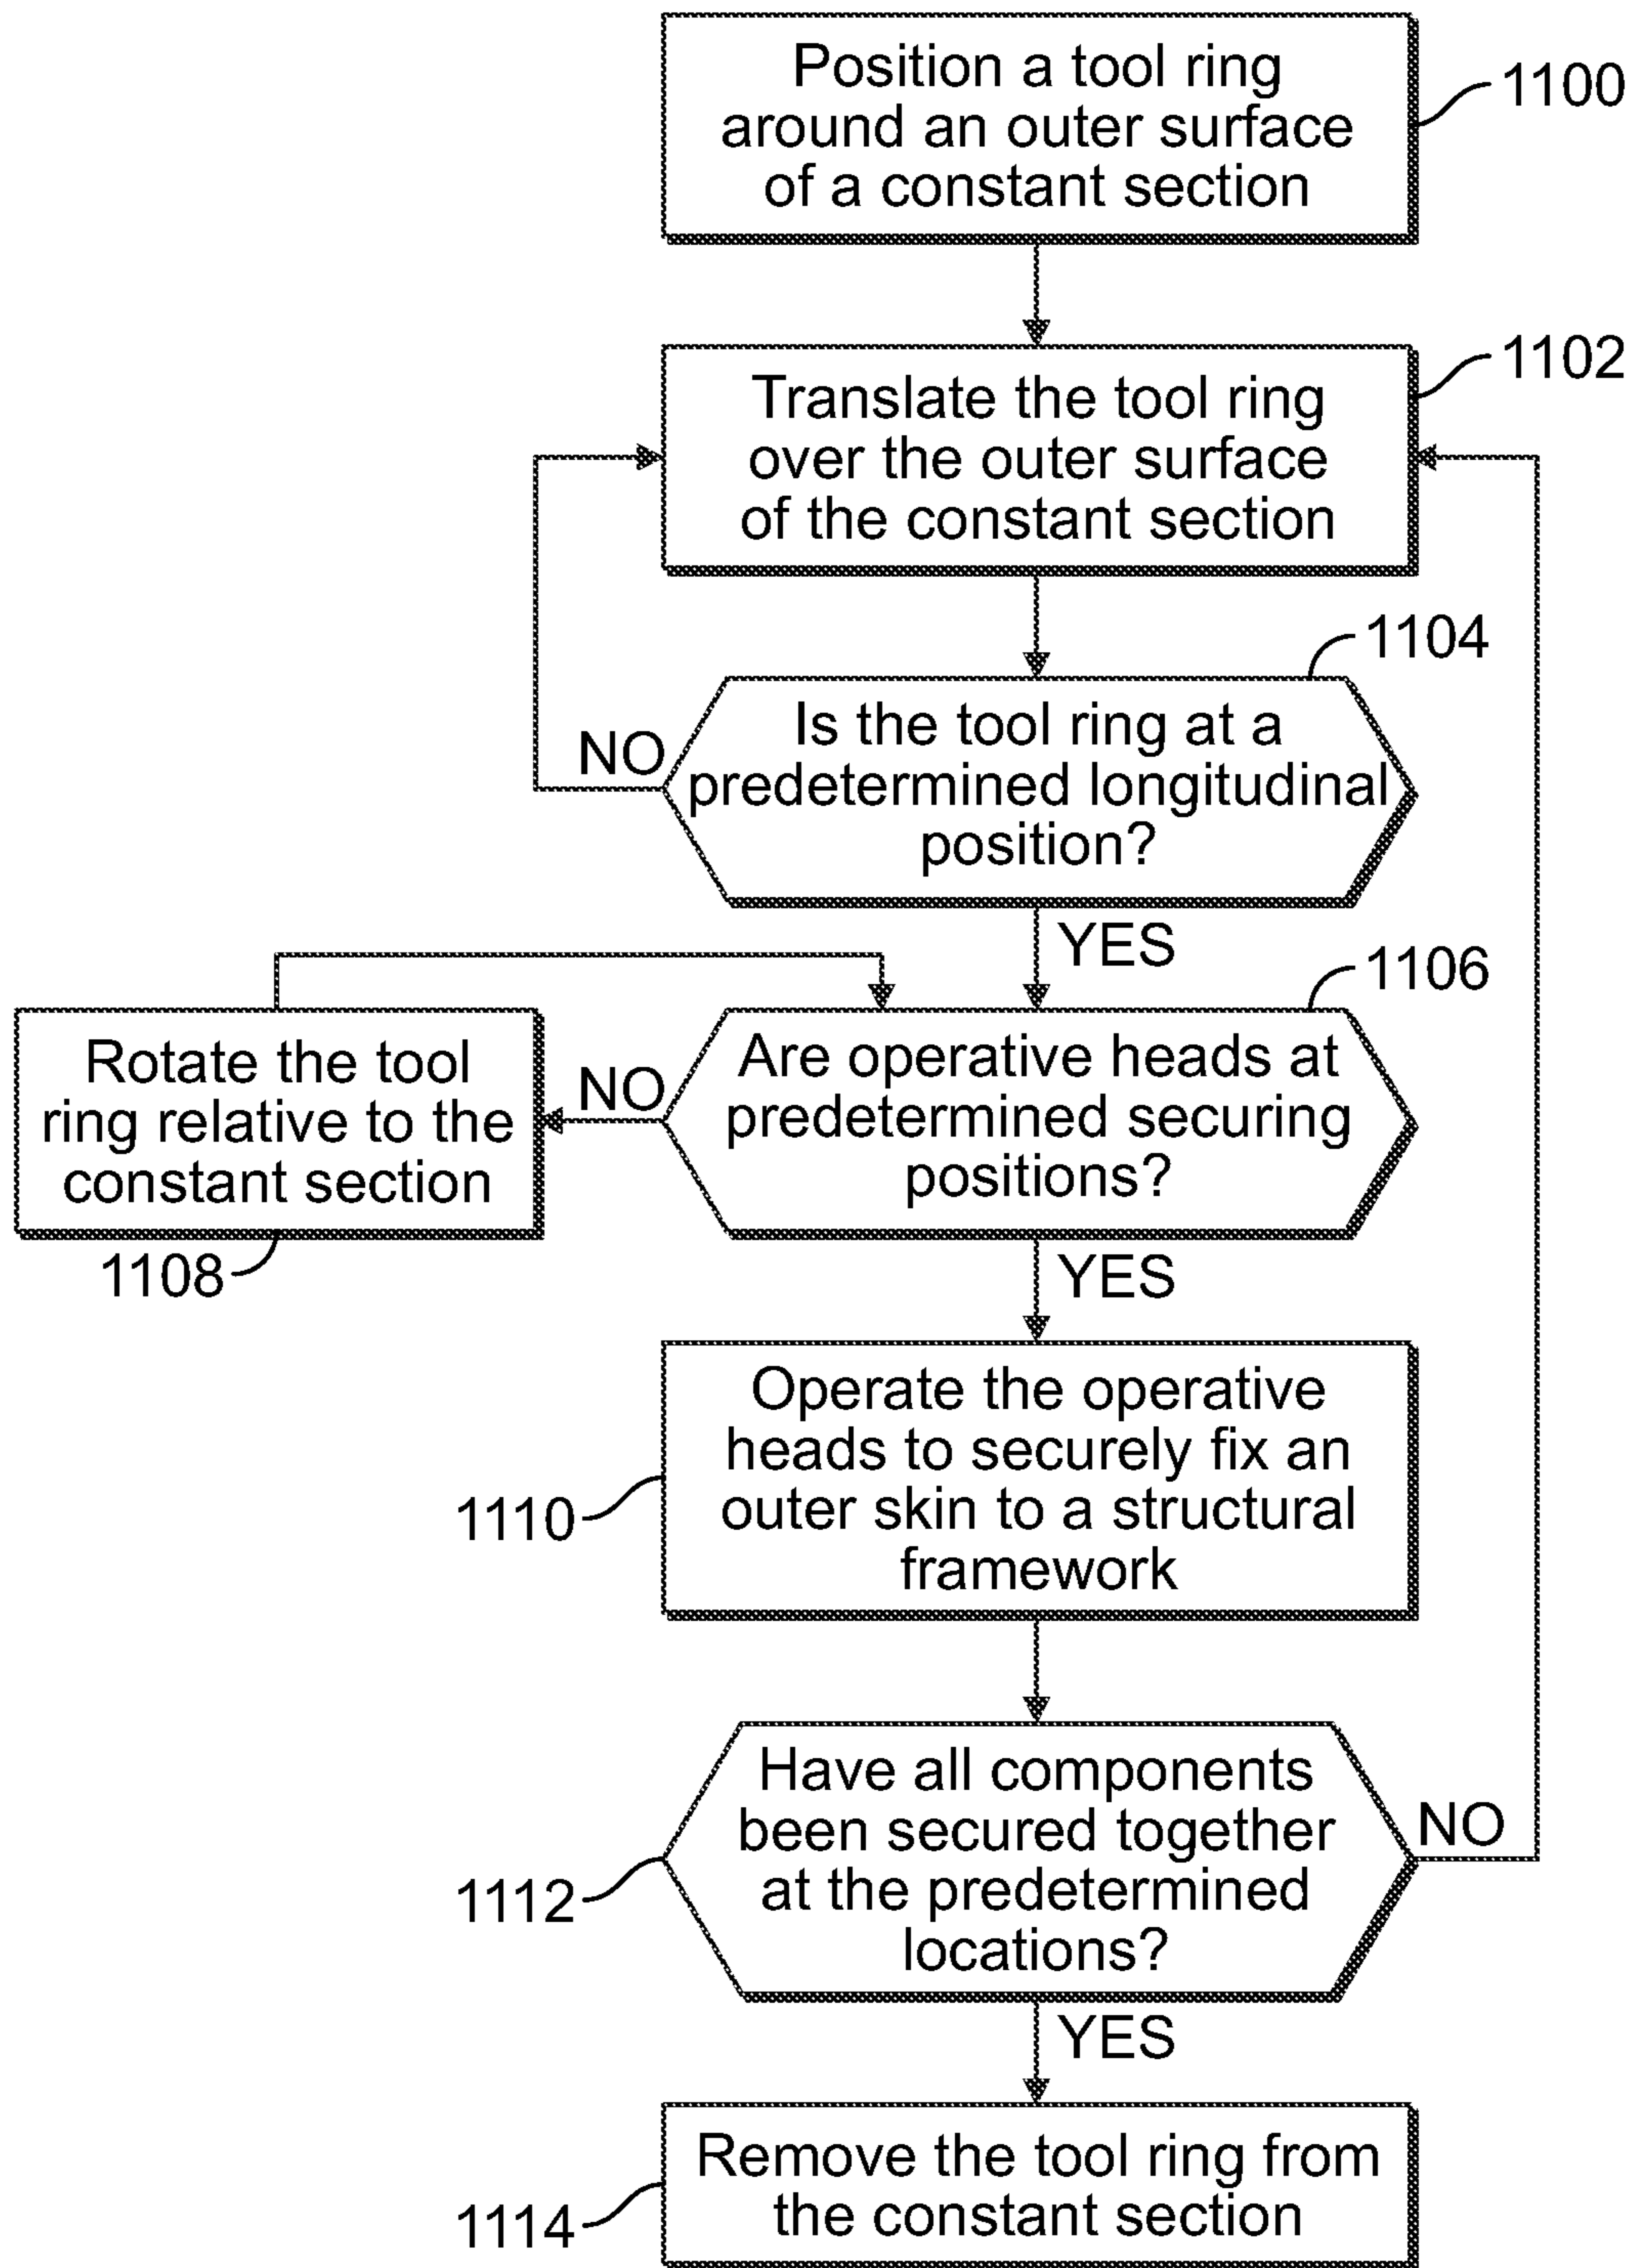 Position a tool ring
around an outer surface
of a constant section
1100
Translate the tool ring
over the outer surface
of the constant section
1102
1104
Is the tool ring at a
predetermined longitudinal
position?
NO
YES
1106
Are operative heads at
predetermined securing
positions?
NO
Rotate the tool
ring relative to the
constant section
1108
YES
Operate the operative
heads to securely fix an
outer skin to a structural
framework
1110
Have all components
been secured together
at the predetermined
locations?
NO
1112
YES
Remove the tool ring from
the constant section
1114